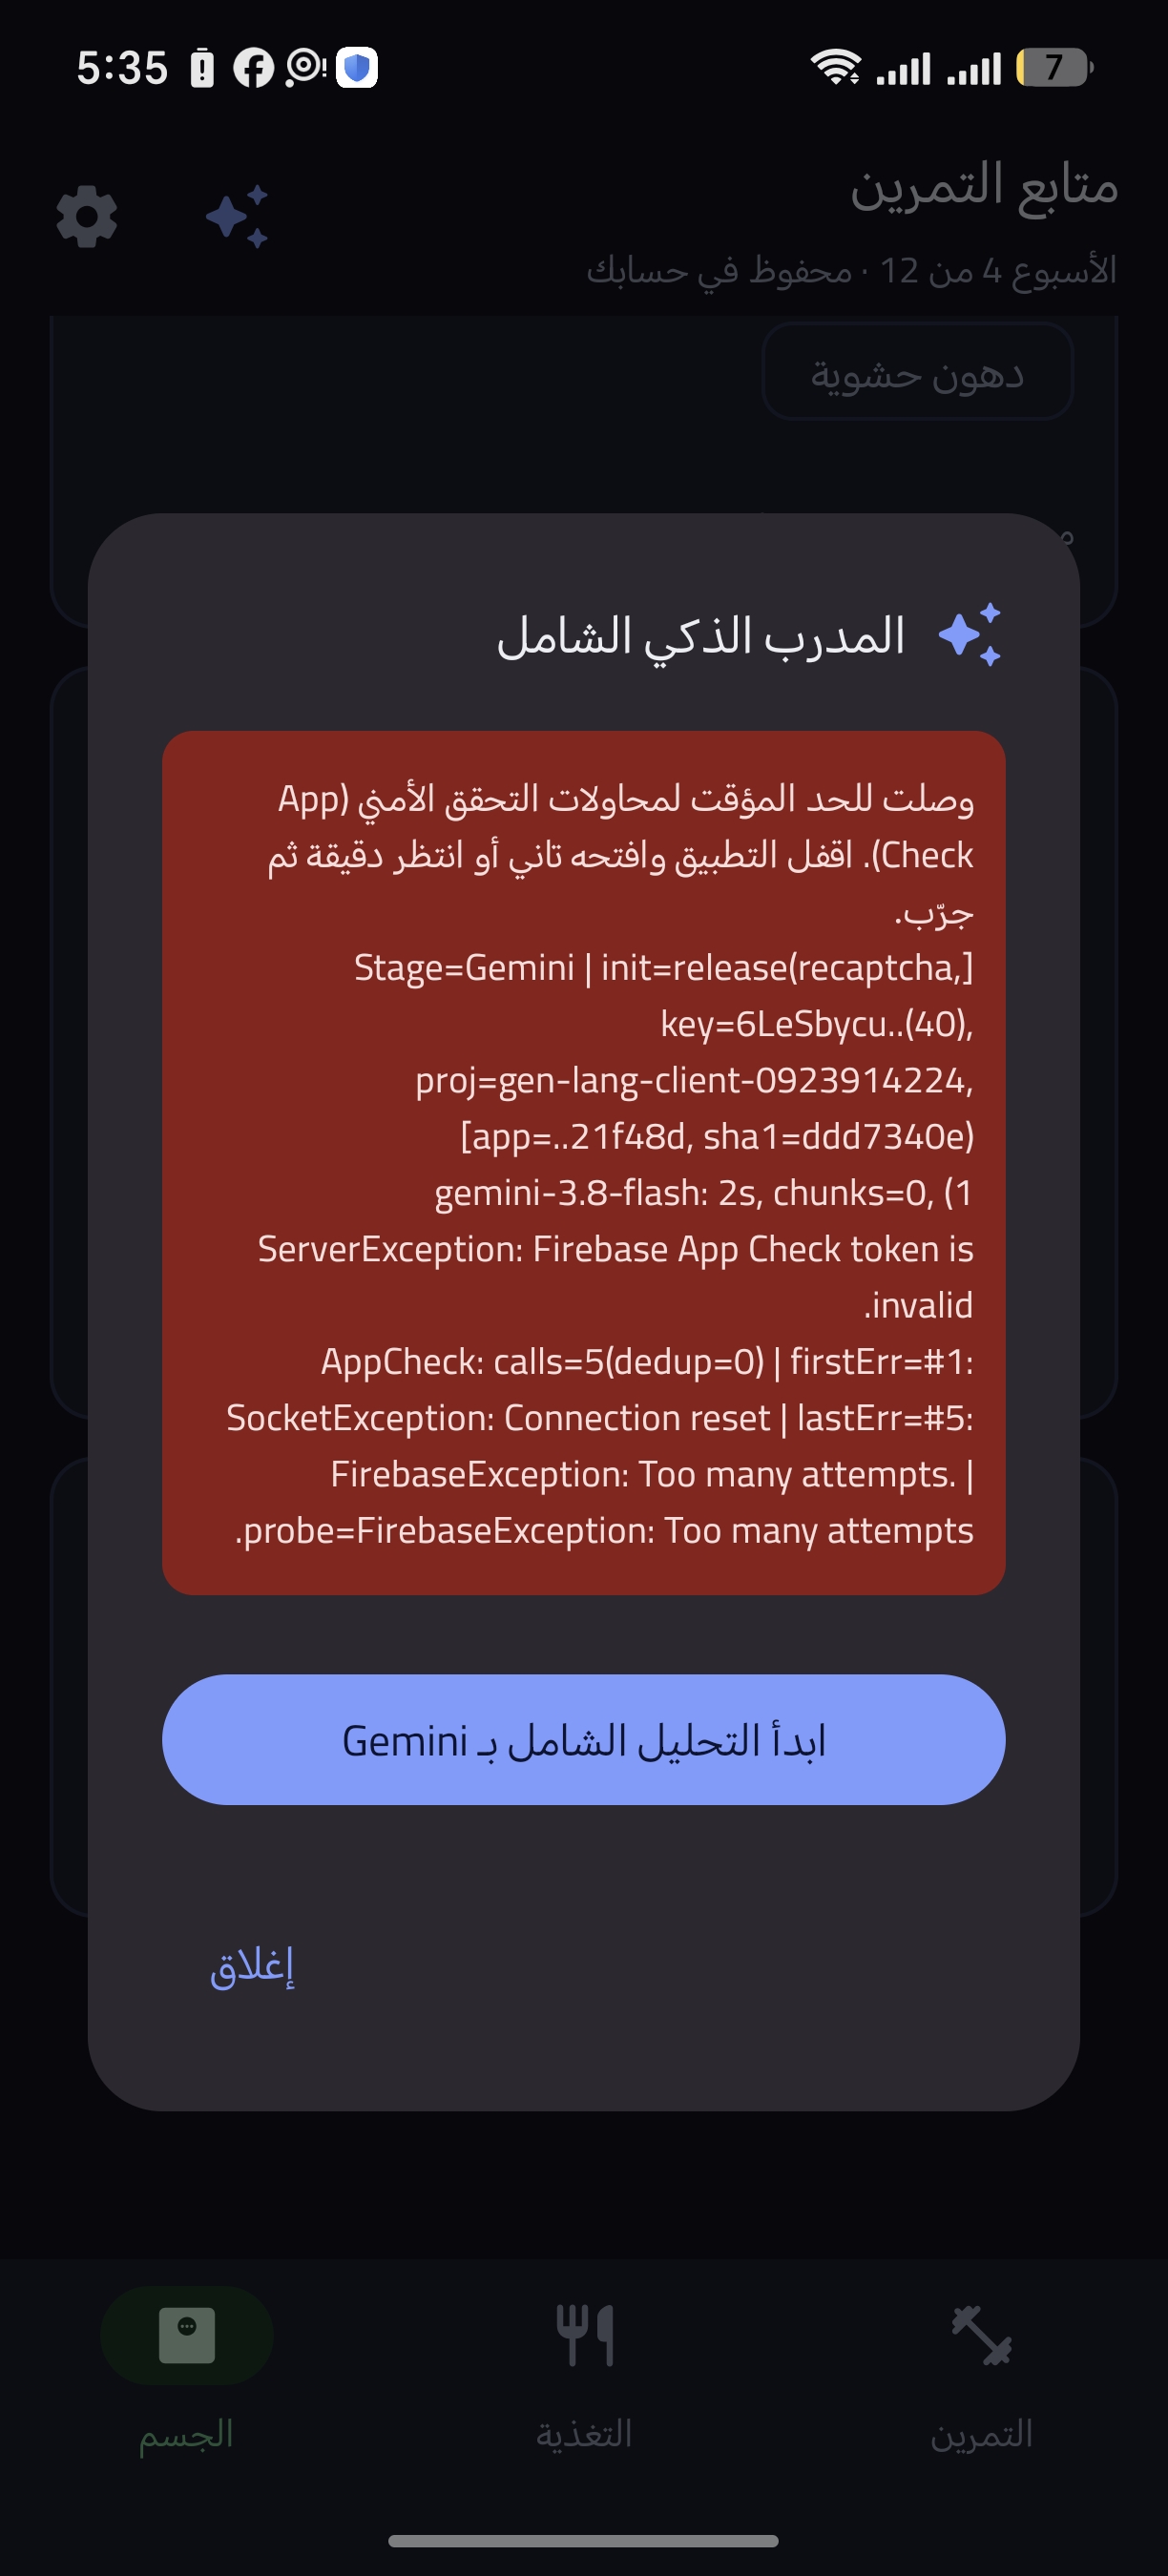 5:35
7
متابع التمرين
الأسبوع 4 من 12 · محفوظ في حسابك
دهون حشوية
المدرب الذكي الشامل
وصلت للحد المؤقت لمحاولات التحقق الأمني (App
Check). اقفل التطبيق وافتحه تاني أو انتظر دقيقة ثم
جرّب.
[Stage=Gemini | init=release(recaptcha,
key=6LeSbycu..(40),
proj=gen-lang-client-0923914224,
app=..21f48d, sha1=ddd7340e)]
1) gemini-3.8-flash: 2s, chunks=0,
ServerException: Firebase App Check token is
invalid.
AppCheck: calls=5(dedup=0) | firstErr=#1:
SocketException: Connection reset | lastErr=#5:
FirebaseException: Too many attempts. |
probe=FirebaseException: Too many attempts.
ابدأ التحليل الشامل بـ Gemini
إغلاق
التمرين
التغذية
الجسم